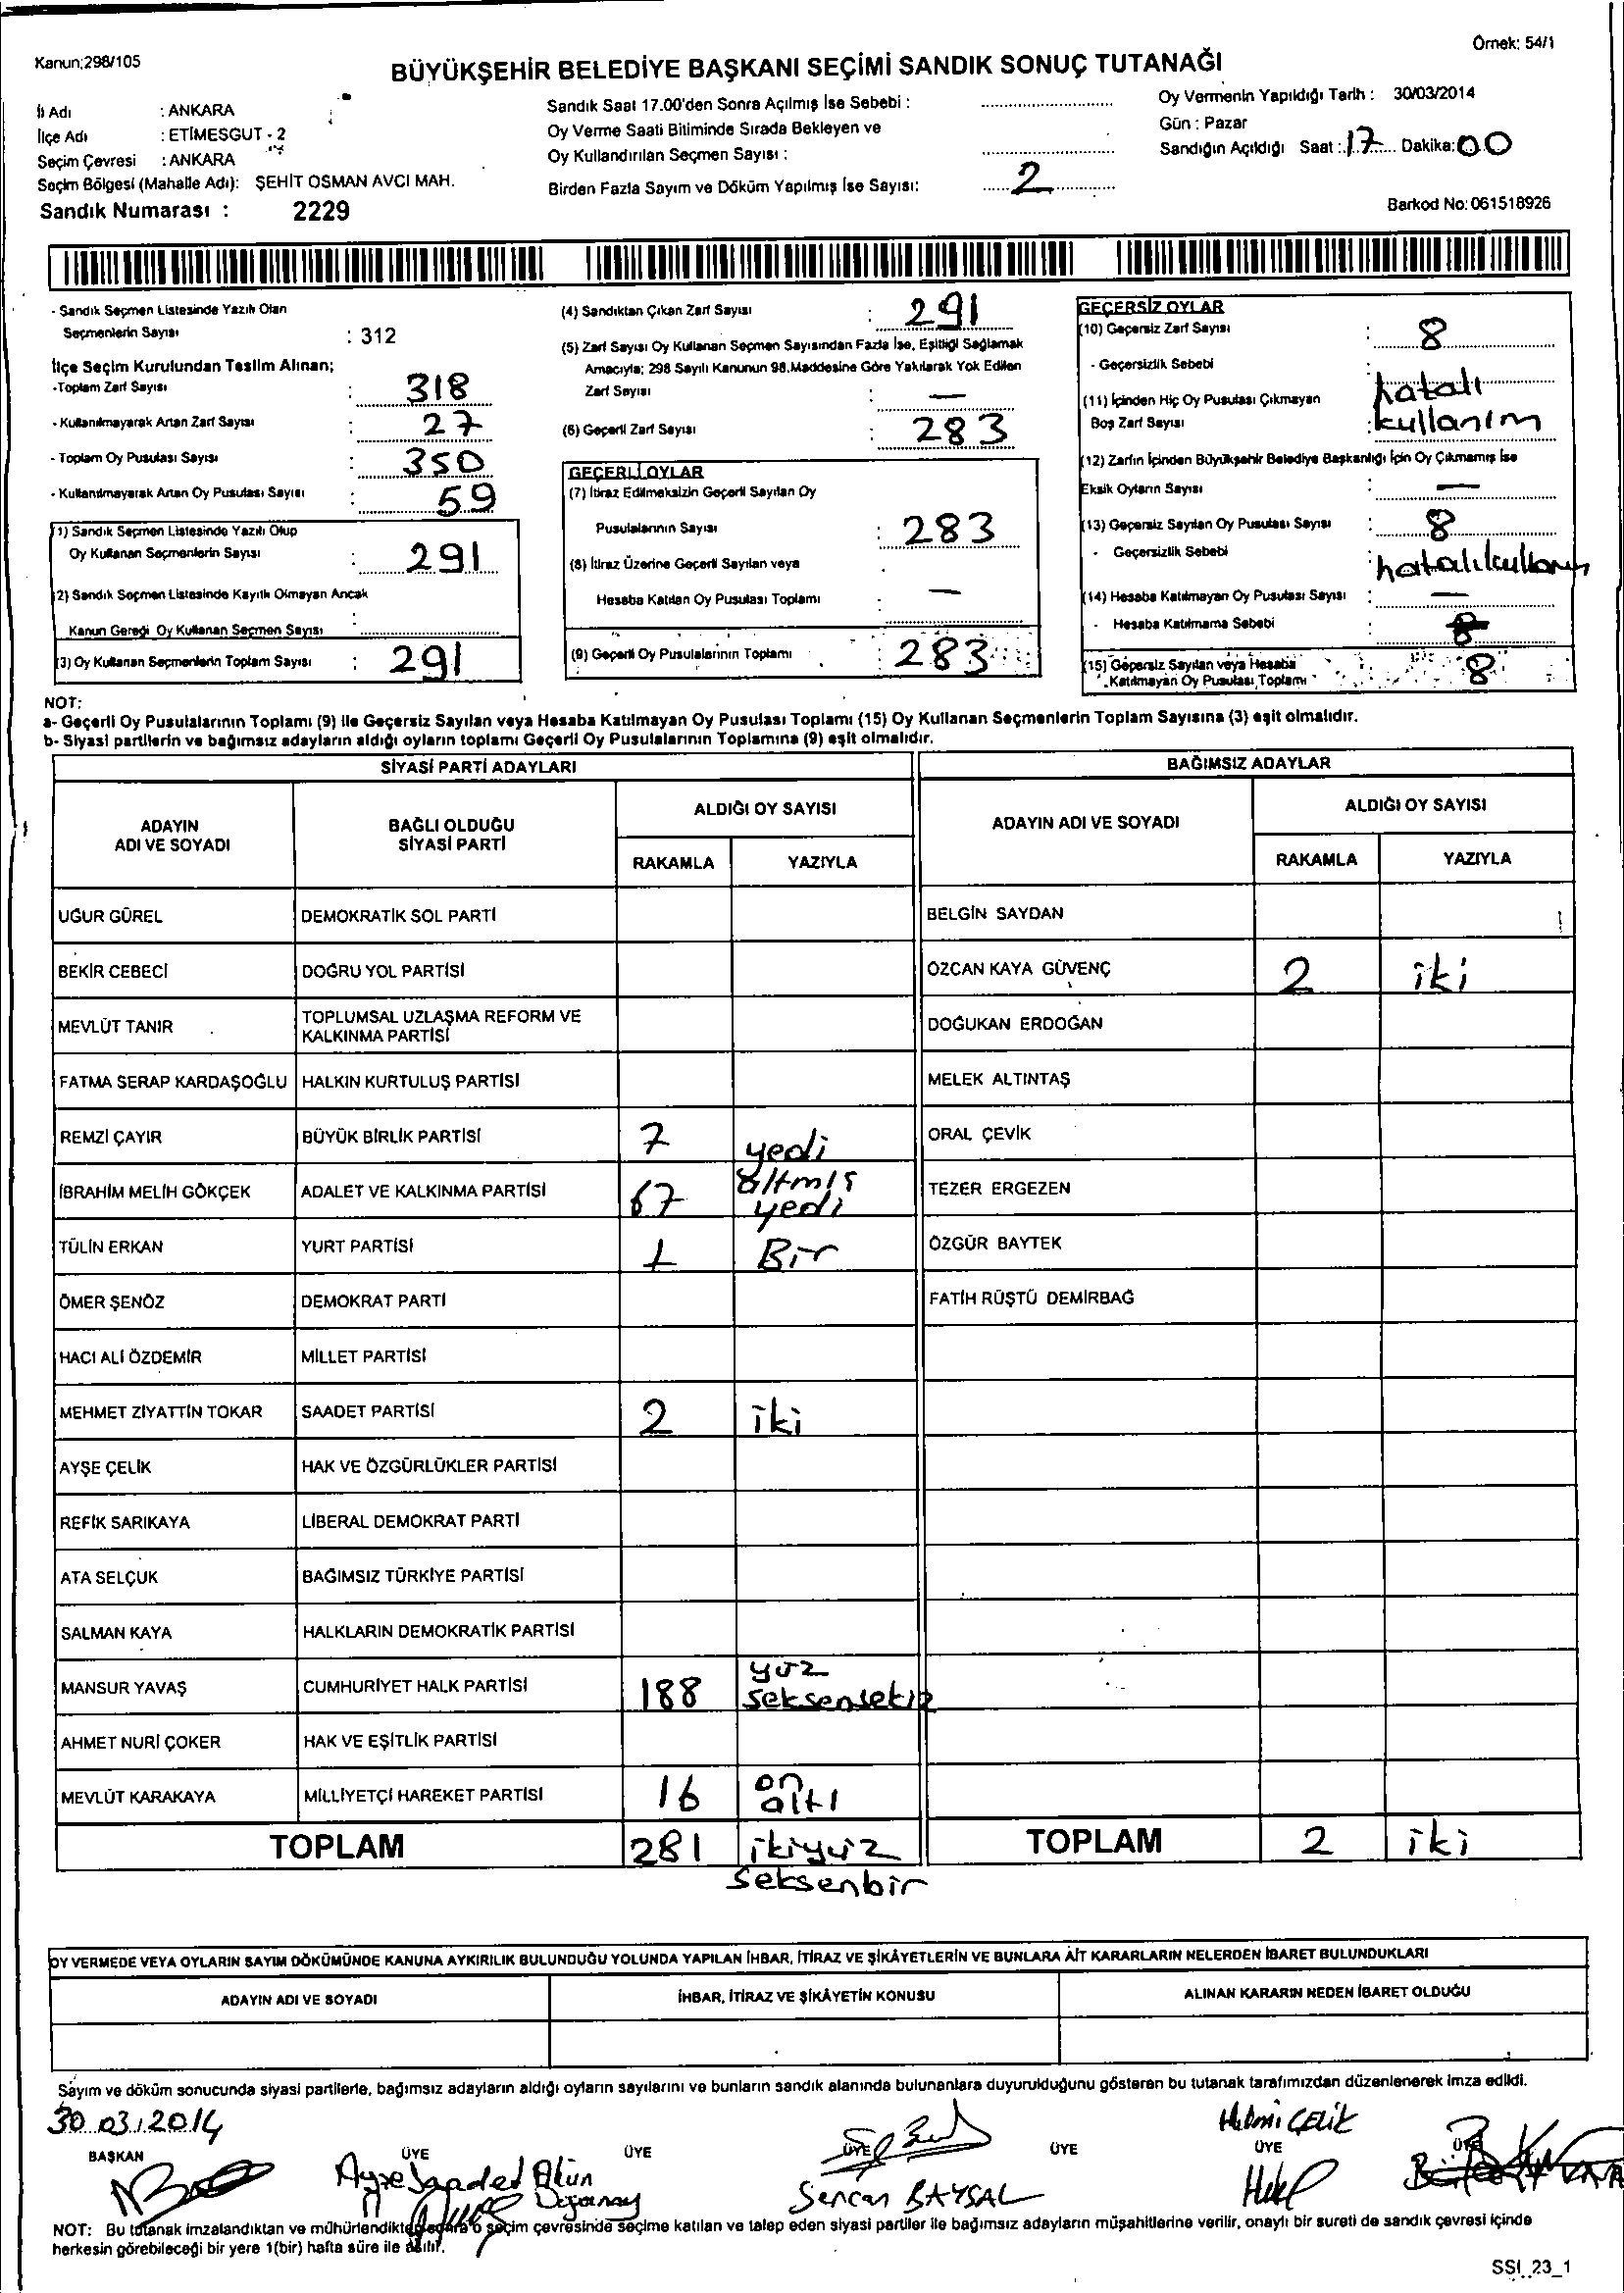 Kanun:298/105
Örnek: 54/1
BÜYÜKŞEHİR BELEDİYE BAŞKANI SEÇİMİ SANDIK SONUÇ TUTANAĞI
İl Adı : ANKARA
İlçe Adı : ETİMESGUT - 2
Seçim Çevresi : ANKARA
Seçim Bölgesi (Mahalle Adı): ŞEHİT OSMAN AVCI MAH.
Sandık Numarası : 2229
Sandık Saat 17.00'den Sonra Açılmış İse Sebebi :
Oy Verme Saati Bitiminde Sırada Bekleyen ve
Oy Kullandırılan Seçmen Sayısı :
Birden Fazla Sayım ve Döküm Yapılmış İse Sayısı: 2
Oy Vermenin Yapıldığı Tarih : 30/03/2014
Gün : Pazar
Sandığın Açıldığı Saat : 17 Dakika: 00
Barkod No: 061518926
- Sandık Seçmen Listesinde Yazılı Olan
Seçmenlerin Sayısı : 312
İlçe Seçim Kurulundan Teslim Alınan;
-Toplam Zarf Sayısı : 318
- Kullanılmayarak Artan Zarf Sayısı : 27
- Toplam Oy Pusulası Sayısı : 350
- Kullanılmayarak Artan Oy Pusulası Sayısı : 59
(1) Sandık Seçmen Listesinde Yazılı Olup
Oy Kullanan Seçmenlerin Sayısı : 291
(2) Sandık Seçmen Listesinde Kayıtlı Olmayan Ancak
Kanun Gereği Oy Kullanan Seçmen Sayısı
(3) Oy Kullanan Seçmenlerin Toplam Sayısı : 291
(4) Sandıktan Çıkan Zarf Sayısı : 291
(5) Zarf Sayısı Oy Kullanan Seçmen Sayısından Fazla İse, Eşitliği Sağlamak
Amacıyla; 298 Sayılı Kanunun 98.Maddesine Göre Yakılarak Yok Edilen
Zarf Sayısı : —
(6) Geçerli Zarf Sayısı : 283
GEÇERLİ OYLAR
(7) İtiraz Edilmeksizin Geçerli Sayılan Oy
Pusulalarının Sayısı : 283
(8) İtiraz Üzerine Geçerli Sayılan veya
Hesaba Katılan Oy Pusulası Toplamı : —
(9) Geçerli Oy Pusulalarının Toplamı : 283
GEÇERSİZ OYLAR
(10) Geçersiz Zarf Sayısı : 8
- Geçersizlik Sebebi : hatalı
(11) İçinden Hiç Oy Pusulası Çıkmayan
Boş Zarf Sayısı : kullanım
(12) Zarfın İçinden Büyükşehir Belediye Başkanlığı İçin Oy Çıkmamış İse
Eksik Oyların Sayısı : —
(13) Geçersiz Sayılan Oy Pusulası Sayısı : 8
- Geçersizlik Sebebi : hatalı kullanım
(14) Hesaba Katılmayan Oy Pusulası Sayısı : —
- Hesaba Katılmama Sebebi :
(15) Geçersiz Sayılan veya Hesaba
Katılmayan Oy Pusulası Toplamı : 8
NOT:
a- Geçerli Oy Pusulalarının Toplamı (9) ile Geçersiz Sayılan veya Hesaba Katılmayan Oy Pusulası Toplamı (15) Oy Kullanan Seçmenlerin Toplam Sayısına (3) eşit olmalıdır.
b- Siyasi partilerin ve bağımsız adayların aldığı oyların toplamı Geçerli Oy Pusulalarının Toplamına (9) eşit olmalıdır.
SİYASİ PARTİ ADAYLARI
BAĞIMSIZ ADAYLAR
ADAYIN ADI VE SOYADI
BAĞLI OLDUĞU SİYASİ PARTİ
ALDIĞI OY SAYISI
RAKAMLA YAZIYLA
ADAYIN ADI VE SOYADI
ALDIĞI OY SAYISI
RAKAMLA YAZIYLA
UĞUR GÜREL DEMOKRATİK SOL PARTİ BELGİN SAYDAN
BEKİR CEBECİ DOĞRU YOL PARTİSİ ÖZCAN KAYA GÜVENÇ 2 iki
MEVLÜT TANIR TOPLUMSAL UZLAŞMA REFORM VE KALKINMA PARTİSİ DOĞUKAN ERDOĞAN
FATMA SERAP KARDAŞOĞLU HALKIN KURTULUŞ PARTİSİ MELEK ALTINTAŞ
REMZİ ÇAYIR BÜYÜK BİRLİK PARTİSİ 7 yedi ORAL ÇEVİK
İBRAHİM MELİH GÖKÇEK ADALET VE KALKINMA PARTİSİ 67 altmış yedi TEZER ERGEZEN
TÜLİN ERKAN YURT PARTİSİ 1 Bir ÖZGÜR BAYTEK
ÖMER ŞENÖZ DEMOKRAT PARTİ FATİH RÜŞTÜ DEMİRBAĞ
HACI ALİ ÖZDEMİR MİLLET PARTİSİ
MEHMET ZİYATTİN TOKAR SAADET PARTİSİ 2 iki
AYŞE ÇELİK HAK VE ÖZGÜRLÜKLER PARTİSİ
REFİK SARIKAYA LİBERAL DEMOKRAT PARTİ
ATA SELÇUK BAĞIMSIZ TÜRKİYE PARTİSİ
SALMAN KAYA HALKLARIN DEMOKRATİK PARTİSİ
MANSUR YAVAŞ CUMHURİYET HALK PARTİSİ 188 yüz seksensekiz
AHMET NURİ ÇOKER HAK VE EŞİTLİK PARTİSİ
MEVLÜT KARAKAYA MİLLİYETÇİ HAREKET PARTİSİ 16 on altı
TOPLAM 281 ikiyüz seksenbir TOPLAM 2 iki
OY VERMEDE VEYA OYLARIN SAYIM DÖKÜMÜNDE KANUNA AYKIRILIK BULUNDUĞU YOLUNDA YAPILAN İHBAR, İTİRAZ VE ŞİKÂYETLERİN VE BUNLARA AİT KARARLARIN NELERDEN İBARET BULUNDUKLARI
ADAYIN ADI VE SOYADI İHBAR, İTİRAZ VE ŞİKÂYETİN KONUSU ALINAN KARARIN NEDEN İBARET OLDUĞU
Sayım ve döküm sonucunda siyasi partilerle, bağımsız adayların aldığı oyların sayılarını ve bunların sandık alanında bulunanlara duyurulduğunu gösteren bu tutanak tarafımızdan düzenlenerek imza edildi.
30.03.2014
Hilmi ÇELİK
BAŞKAN ÜYE ÜYE ÜYE ÜYE ÜYE ÜYE
Sencan BAYSAL
NOT: Bu tutanak imzalandıktan ve mühürlendikten sonra o seçim çevresinde seçime katılan ve talep eden siyasi partiler ile bağımsız adayların müşahitlerine verilir, onaylı bir sureti de sandık çevresi içinde
herkesin görebileceği bir yere 1(bir) hafta süre ile asılır.
SSI_23_1